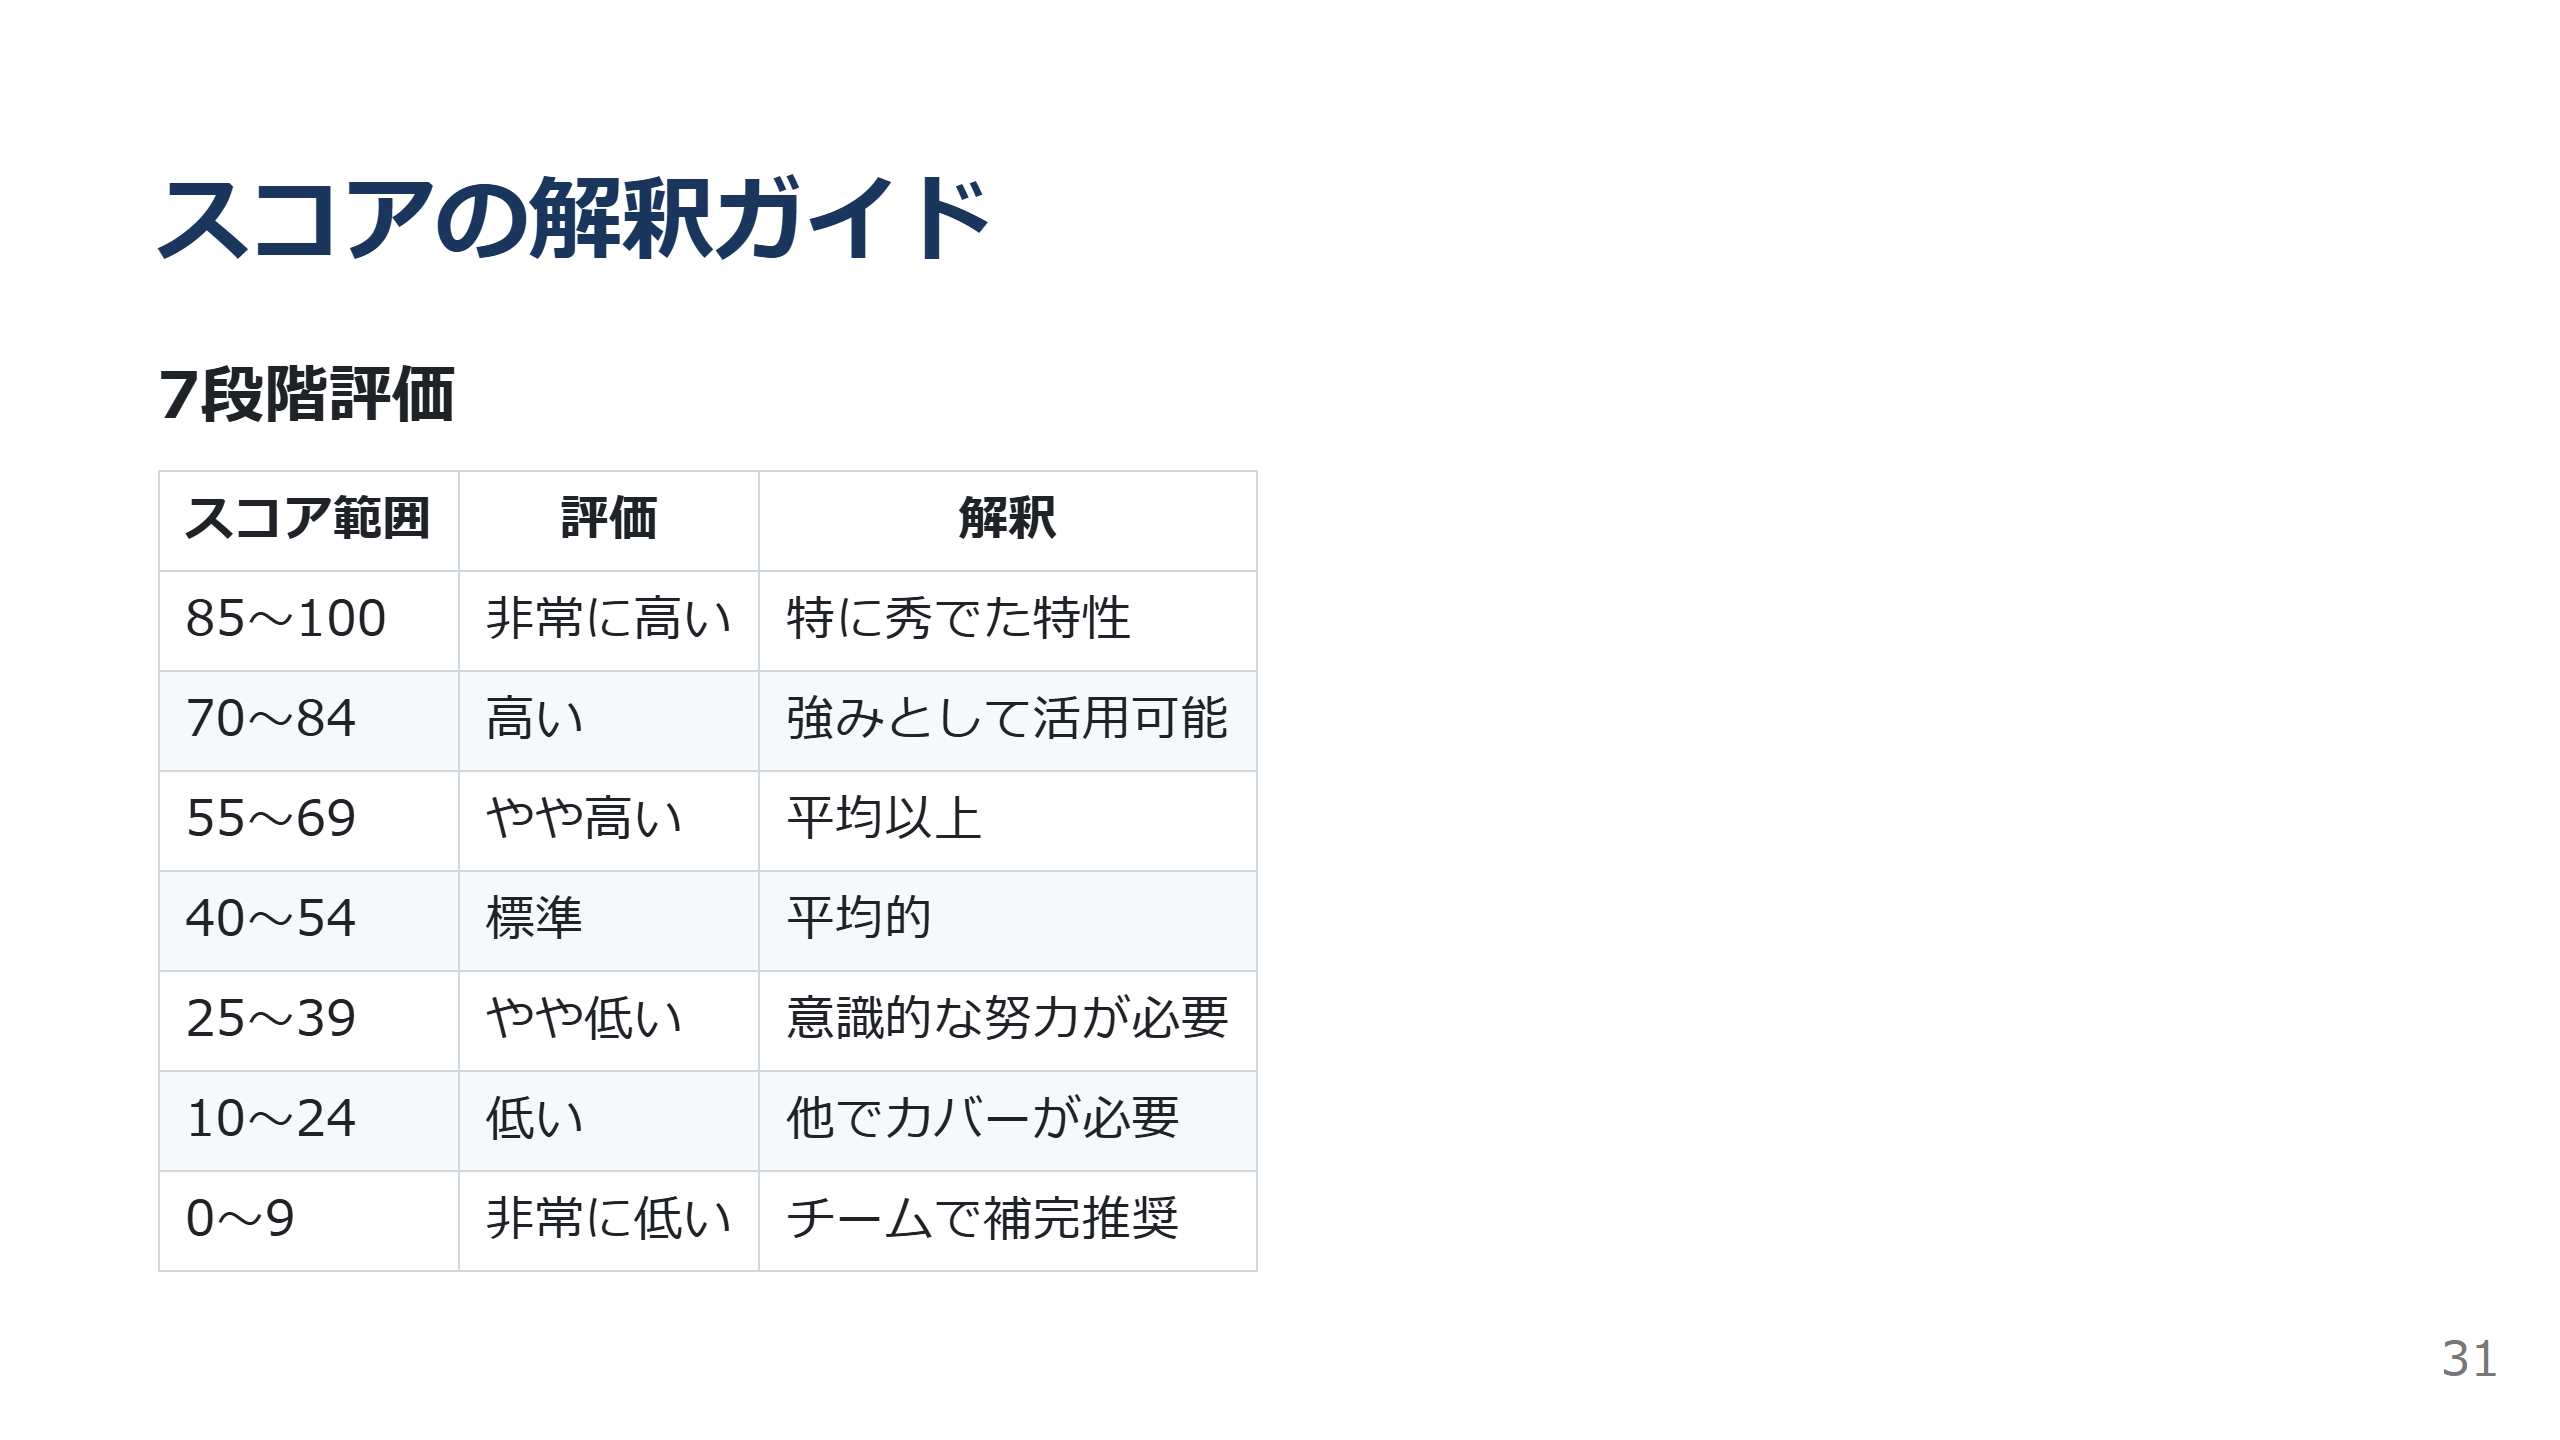 スコアの解釈ガイド
7段階評価
スコア範囲 評価 解釈
85～100 非常に高い 特に秀でた特性
70～84 高い 強みとして活用可能
55～69 やや高い 平均以上
40～54 標準 平均的
25～39 やや低い 意識的な努力が必要
10～24 低い 他でカバーが必要
0～9 非常に低い チームで補完推奨
31